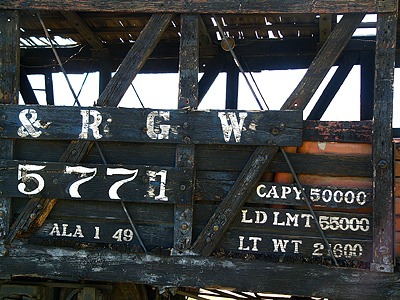 & R G W
5771
CAPY 50000
LD LMT 55000
ALA 1 49
LT WT 21600